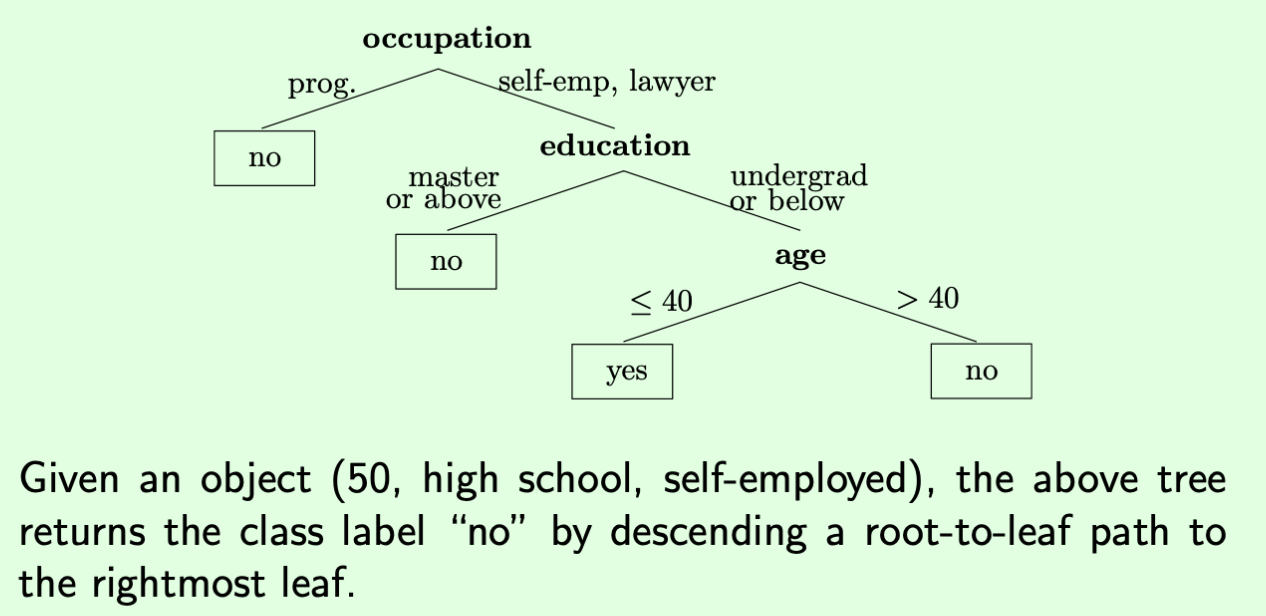 occupation
prog.
self-emp, lawyer
no
education
master
or above
undergrad
or below
no
age
≤ 40
> 40
yes
no
Given an object (50, high school, self-employed), the above tree
returns the class label “no” by descending a root-to-leaf path to
the rightmost leaf.